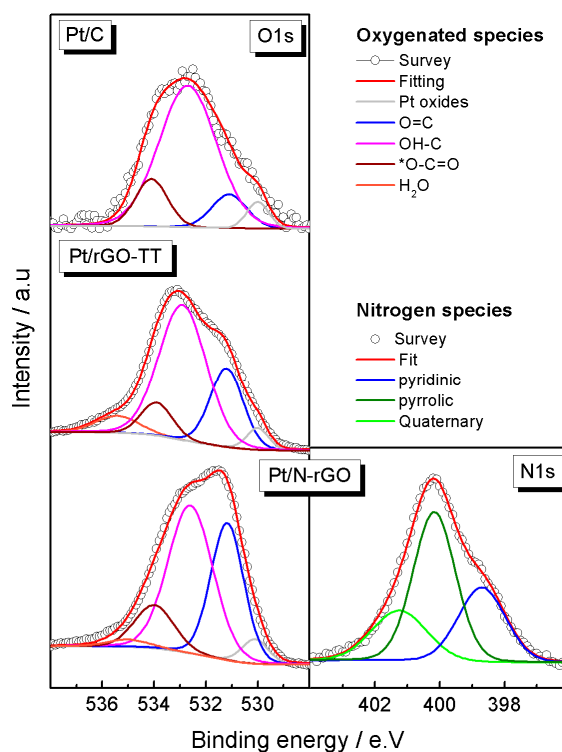 Pt/C
O1s
Oxygenated species
Survey
Fitting
Pt oxides
O=C
OH-C
*O-C=O
H₂O
Pt/rGO-TT
Nitrogen species
Survey
Fit
pyridinic
pyrrolic
Quaternary
Intensity / a.u
Pt/N-rGO
N1s
536 534 532 530 402 400 398
Binding energy / e.V